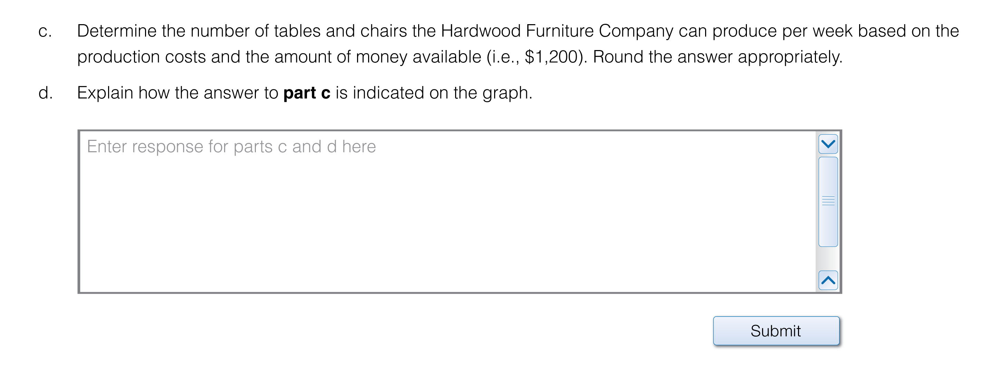 c. Determine the number of tables and chairs the Hardwood Furniture Company can produce per week based on the
production costs and the amount of money available (i.e., $1,200). Round the answer appropriately.
d. Explain how the answer to part c is indicated on the graph.
Enter response for parts c and d here
Submit